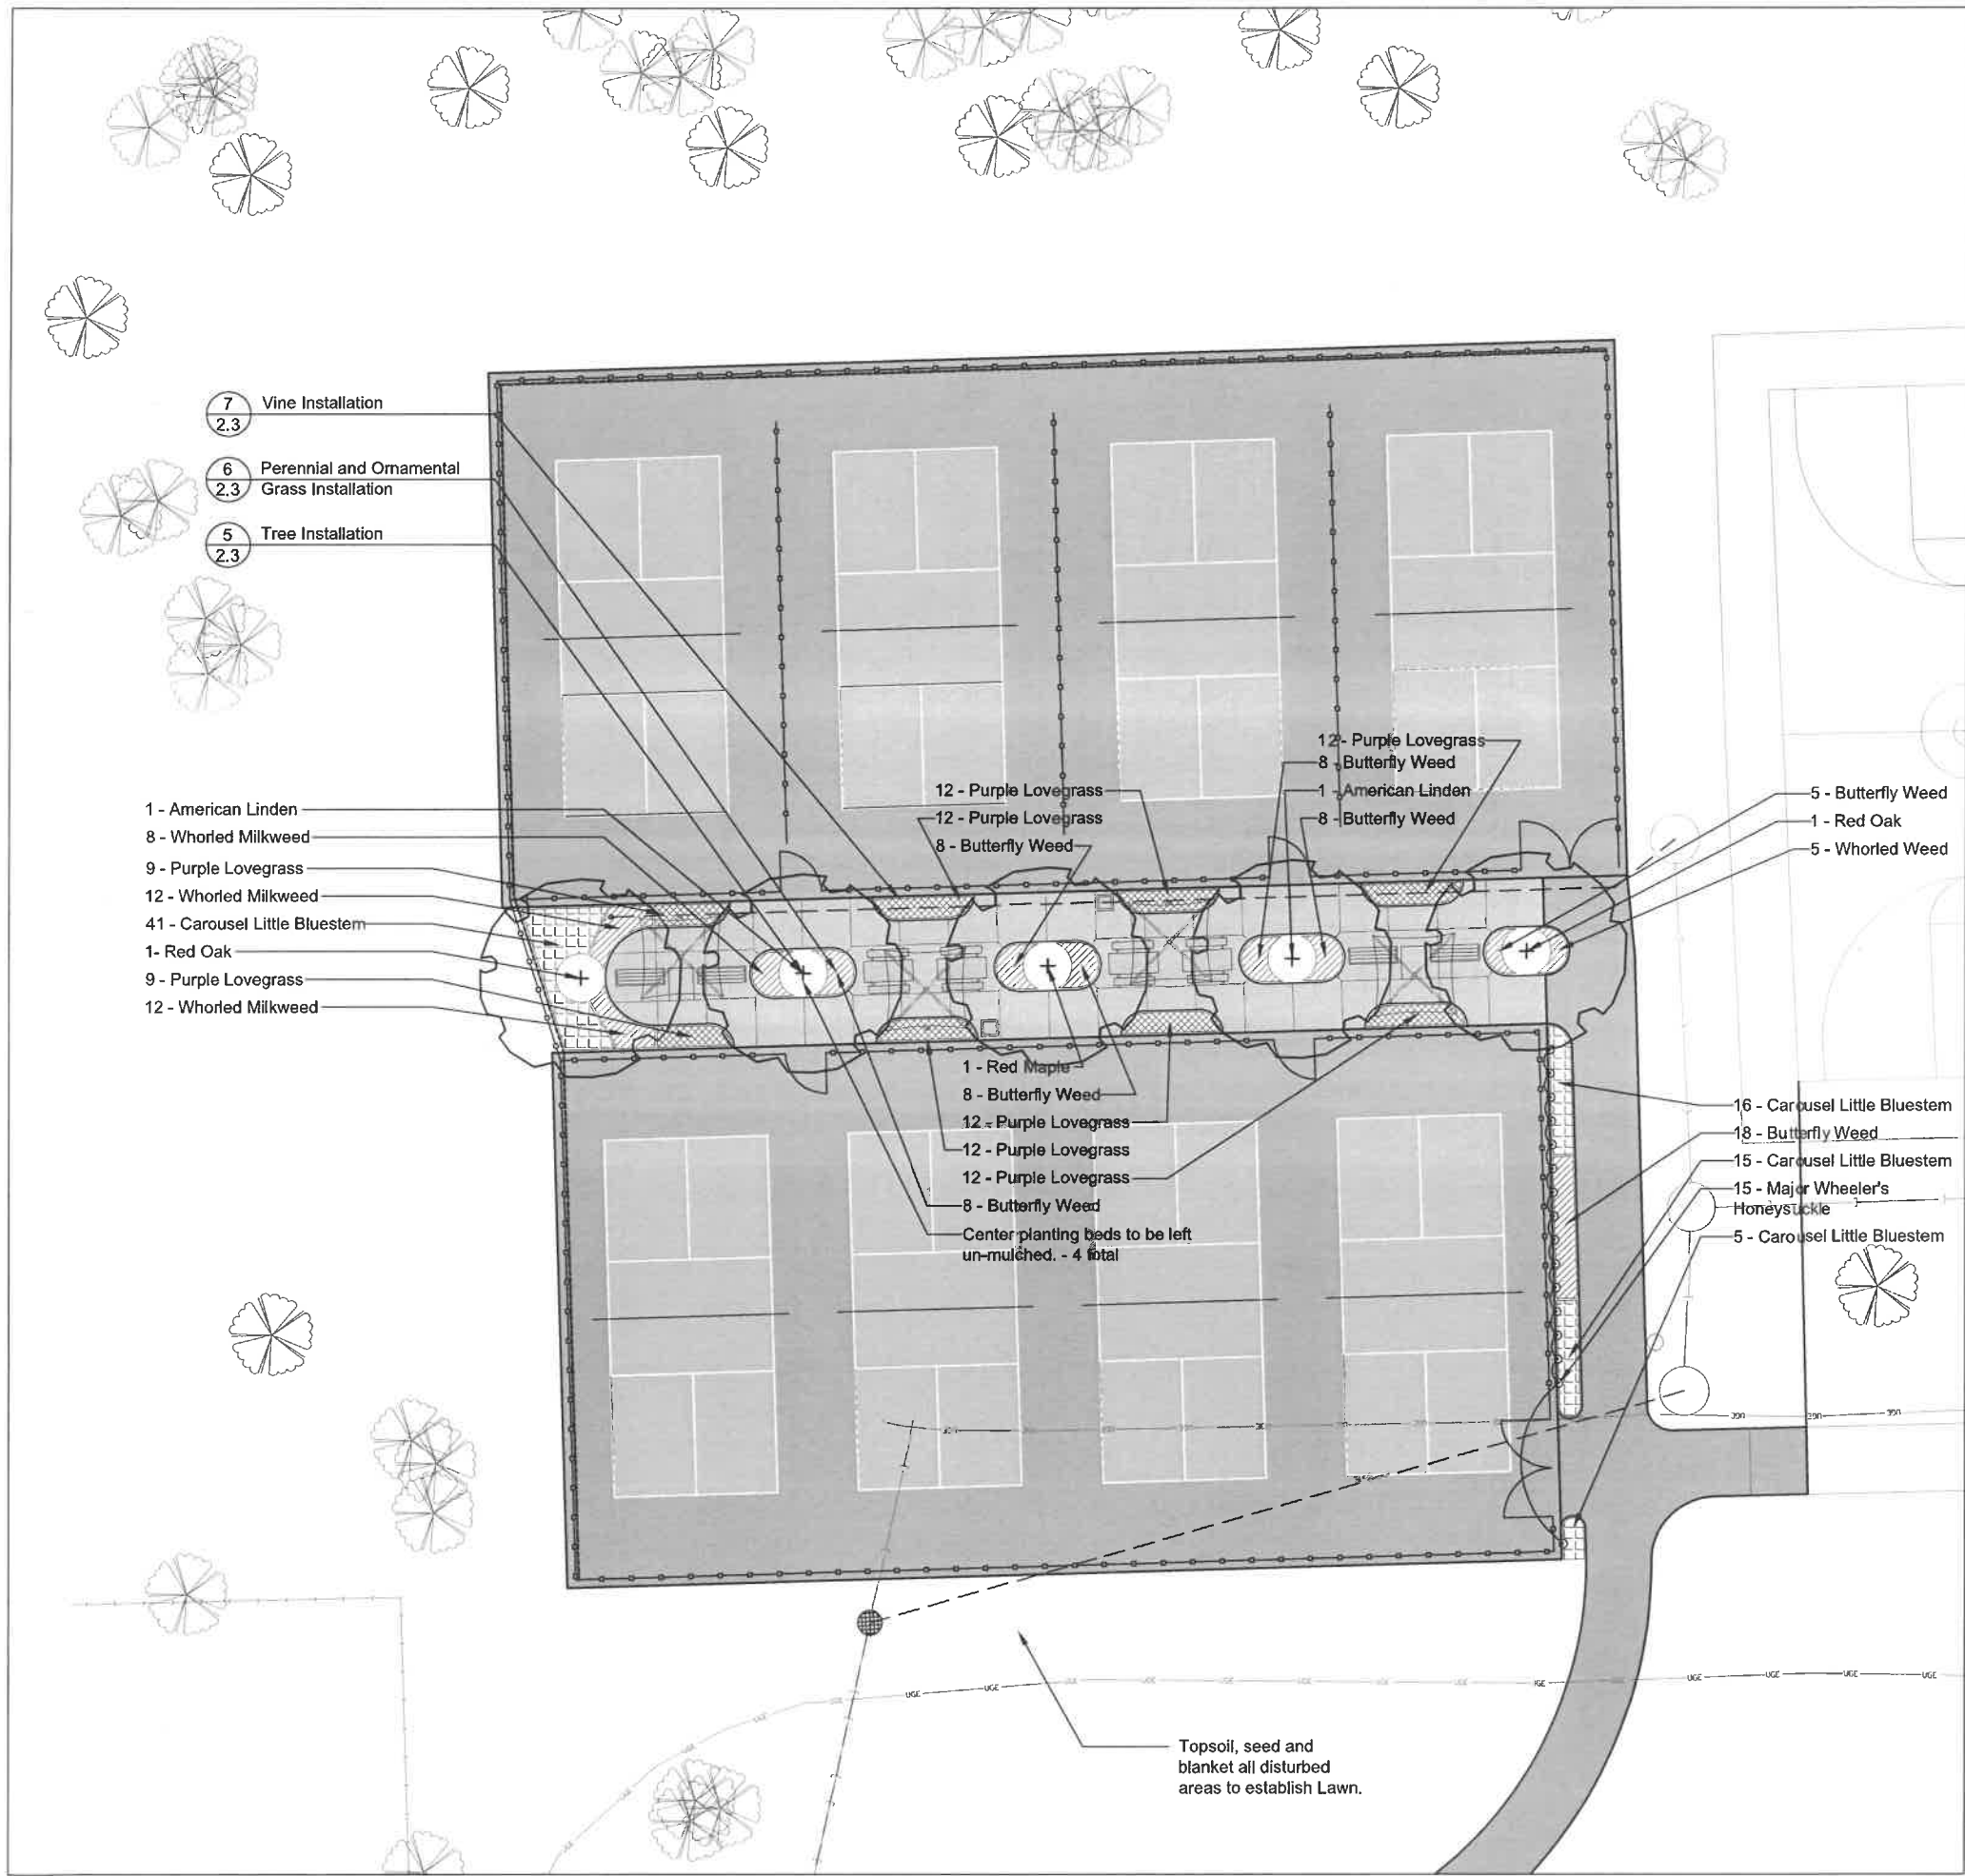 7
2.3
Vine Installation
6
2.3
Perennial and Ornamental
Grass Installation
5
2.3
Tree Installation
1 - American Linden
8 - Whorled Milkweed
9 - Purple Lovegrass
12 - Whorled Milkweed
41 - Carousel Little Bluestem
1- Red Oak
9 - Purple Lovegrass
12 - Whorled Milkweed
12 - Purple Lovegrass
12 - Purple Lovegrass
8 - Butterfly Weed
12 - Purple Lovegrass
8 - Butterfly Weed
1 - American Linden
8 - Butterfly Weed
5 - Butterfly Weed
1 - Red Oak
5 - Whorled Weed
1 - Red Maple
8 - Butterfly Weed
12 - Purple Lovegrass
12 - Purple Lovegrass
12 - Purple Lovegrass
8 - Butterfly Weed
Center planting beds to be left
un-mulched. - 4 total
16 - Carousel Little Bluestem
18 - Butterfly Weed
15 - Carousel Little Bluestem
15 - Major Wheeler's
Honeysuckle
5 - Carousel Little Bluestem
UGE UGE UGE UGE UGE UGE
Topsoil, seed and
blanket all disturbed
areas to establish Lawn.